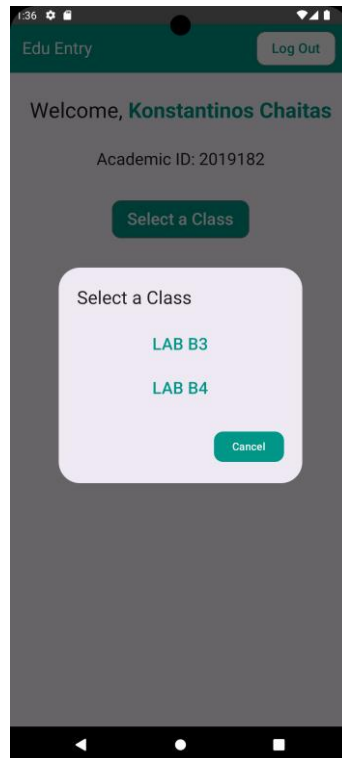 1:36
Edu Entry
Log Out
Welcome, Konstantinos Chaitas
Academic ID: 2019182
Select a Class
Select a Class
LAB B3
LAB B4
Cancel